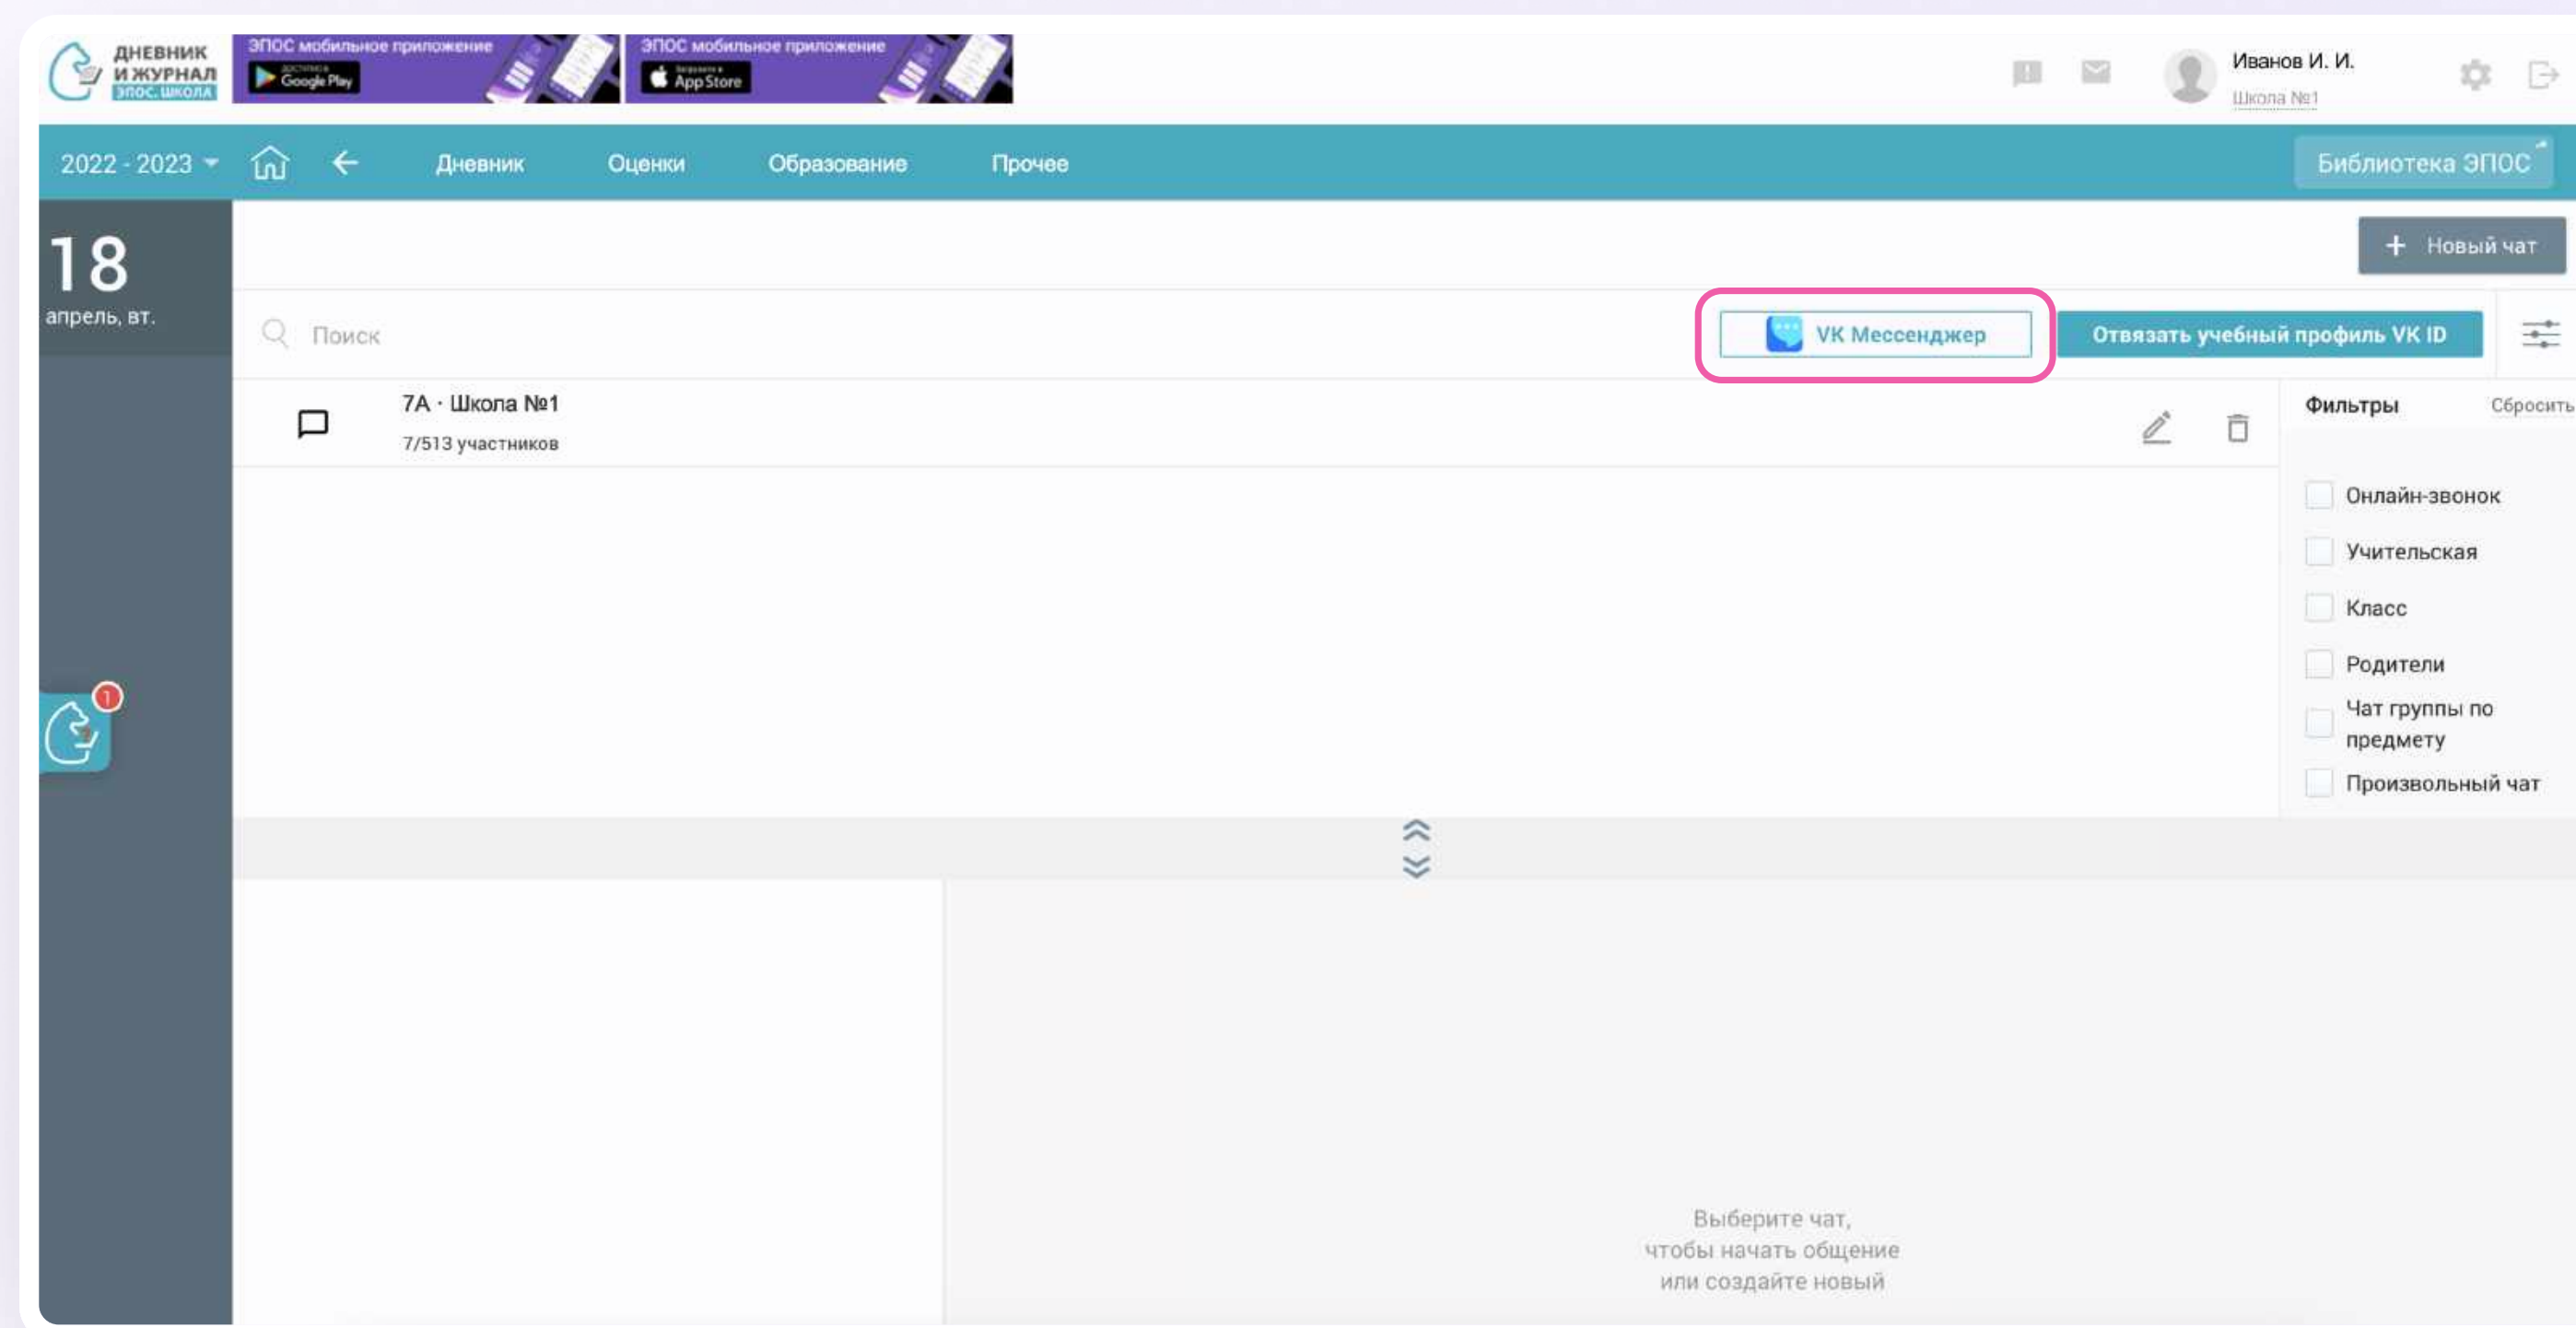 ДНЕВНИК
И ЖУРНАЛ
ЭПОС.ШКОЛА
ЭПОС мобильное приложение
ДОСТУПНО В
Google Play
ЭПОС мобильное приложение
Загрузите в
App Store
Иванов И. И.
Школа №1
2022 - 2023
Дневник
Оценки
Образование
Прочее
Библиотека ЭПОС
18
апрель, вт.
+ Новый чат
Поиск
VK Мессенджер
Отвязать учебный профиль VK ID
7А · Школа №1
7/513 участников
Фильтры
Сбросить
Онлайн-звонок
Учительская
Класс
Родители
Чат группы по
предмету
Произвольный чат
1
Выберите чат,
чтобы начать общение
или создайте новый